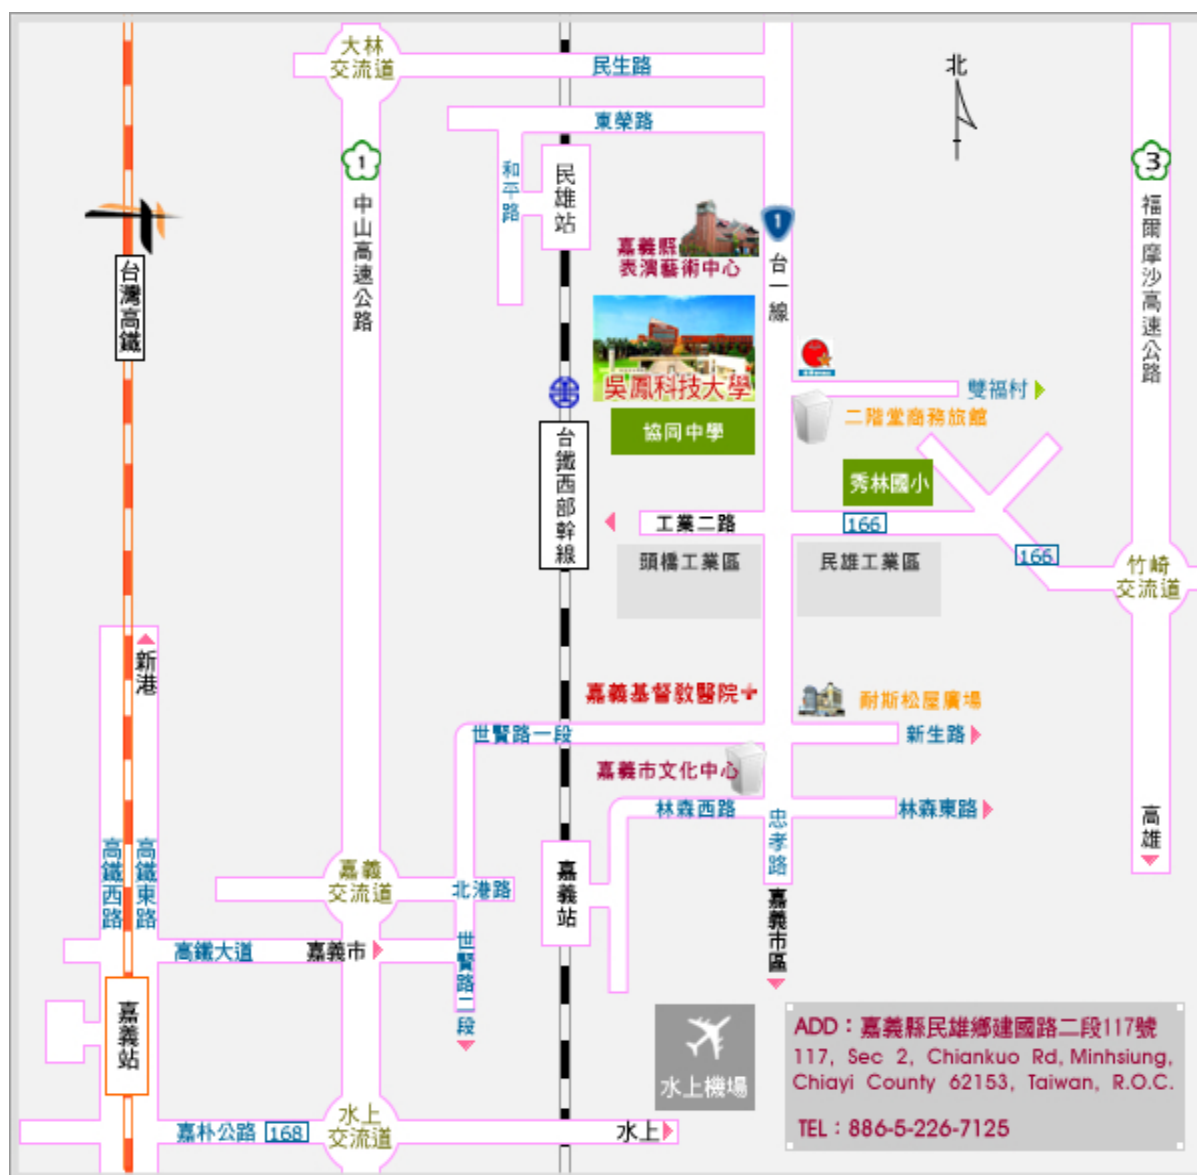 大林
交流道
民生路
北
東榮路
1
3
和平路
民雄站
中山高速公路
福爾摩沙高速公路
嘉義縣
表演藝術中心
1
台一線
台灣高鐵
吳鳳科技大學
雙福村
二階堂商務旅館
協同中學
台鐵西部幹線
秀林國小
工業二路
166
166
頭橋工業區
民雄工業區
竹崎
交流道
新港
嘉義基督教醫院
耐斯松屋廣場
世賢路一段
新生路
嘉義市文化中心
林森西路
忠孝路
林森東路
高雄
高鐵西路
高鐵東路
嘉義
交流道
北港路
嘉義站
嘉義市區
高鐵大道
嘉義市
世賢路二段
嘉義站
水上機場
ADD：嘉義縣民雄鄉建國路二段117號
117, Sec 2, Chiankuo Rd, Minhsiung,
Chiayi County 62153, Taiwan, R.O.C.
TEL：886-5-226-7125
嘉朴公路
168
水上
交流道
水上